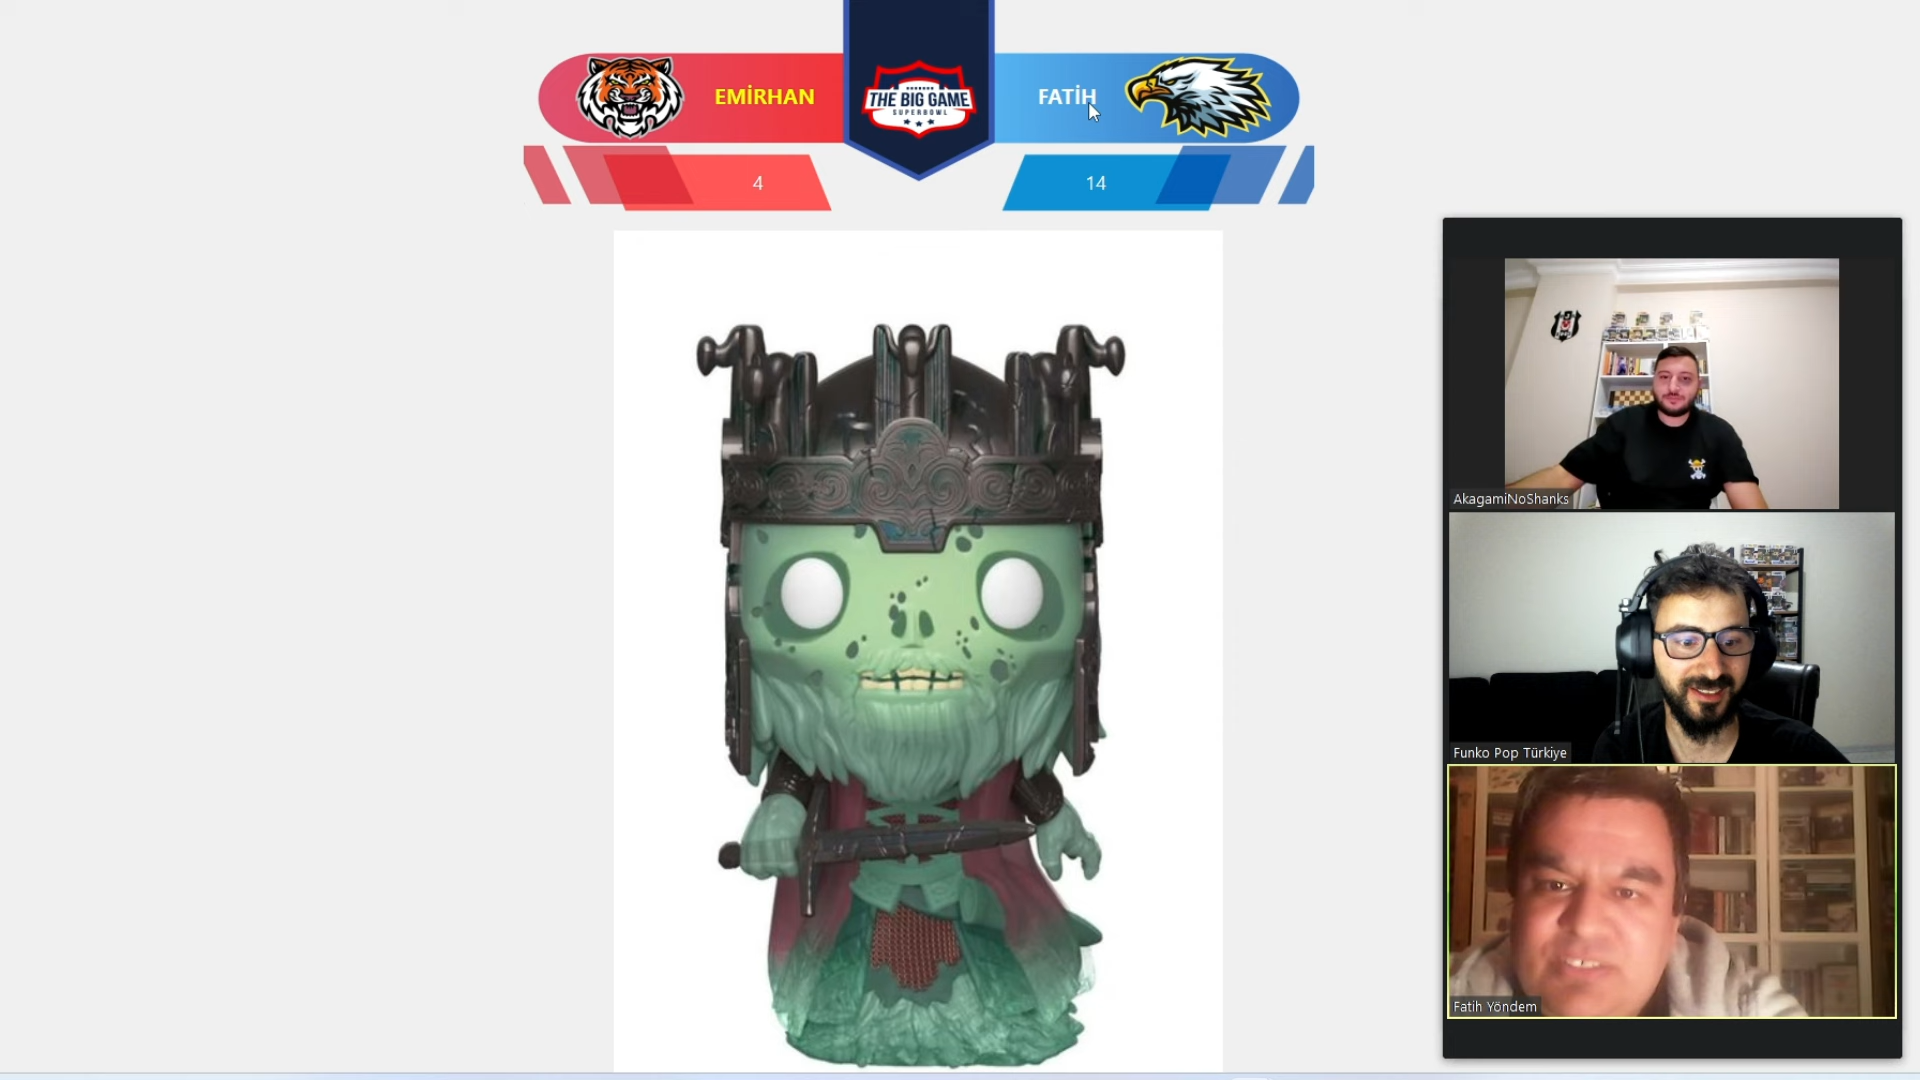 EMİRHAN
THE BIG GAME
SUPERBOWL
FATİH
4
14
AkagamiNoShanks
Funko Pop Türkiye
Fatih Yöndem